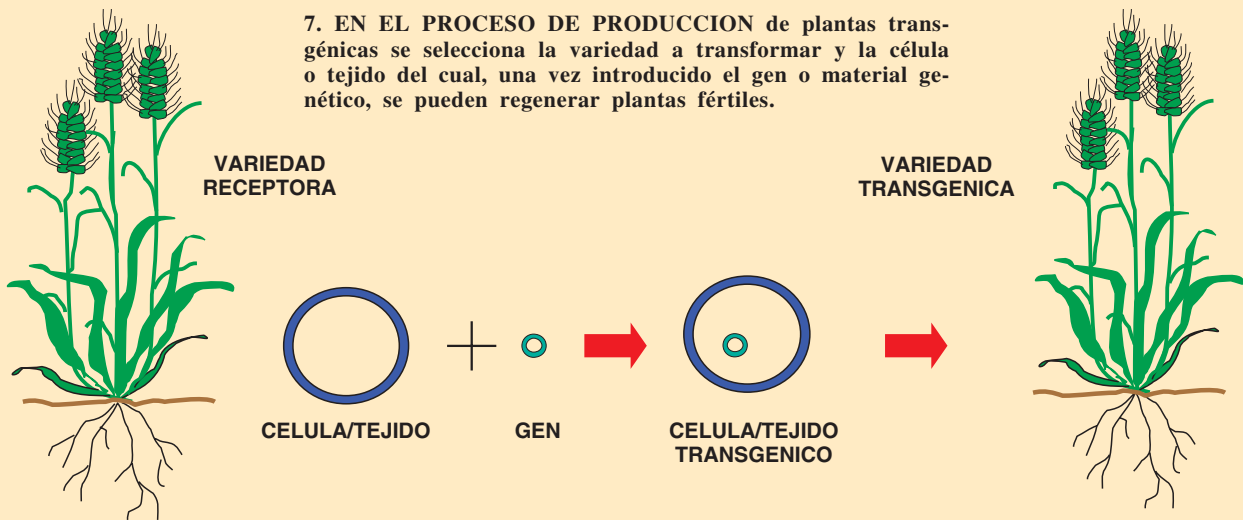 7. EN EL PROCESO DE PRODUCCION de plantas trans-
génicas se selecciona la variedad a transformar y la célula
o tejido del cual, una vez introducido el gen o material ge-
nético, se pueden regenerar plantas fértiles.
VARIEDAD
RECEPTORA
VARIEDAD
TRANSGENICA
CELULA/TEJIDO
GEN
CELULA/TEJIDO
TRANSGENICO